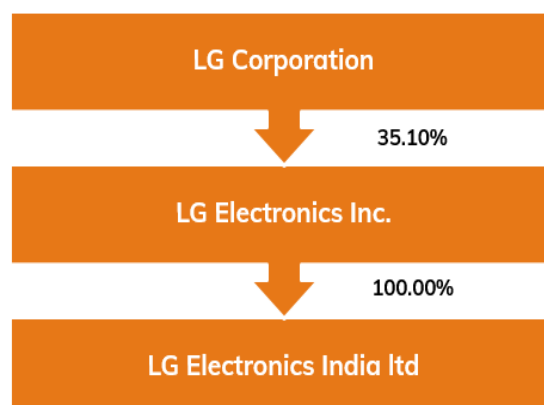 LG Corporation
35.10%
LG Electronics Inc.
100.00%
LG Electronics India ltd